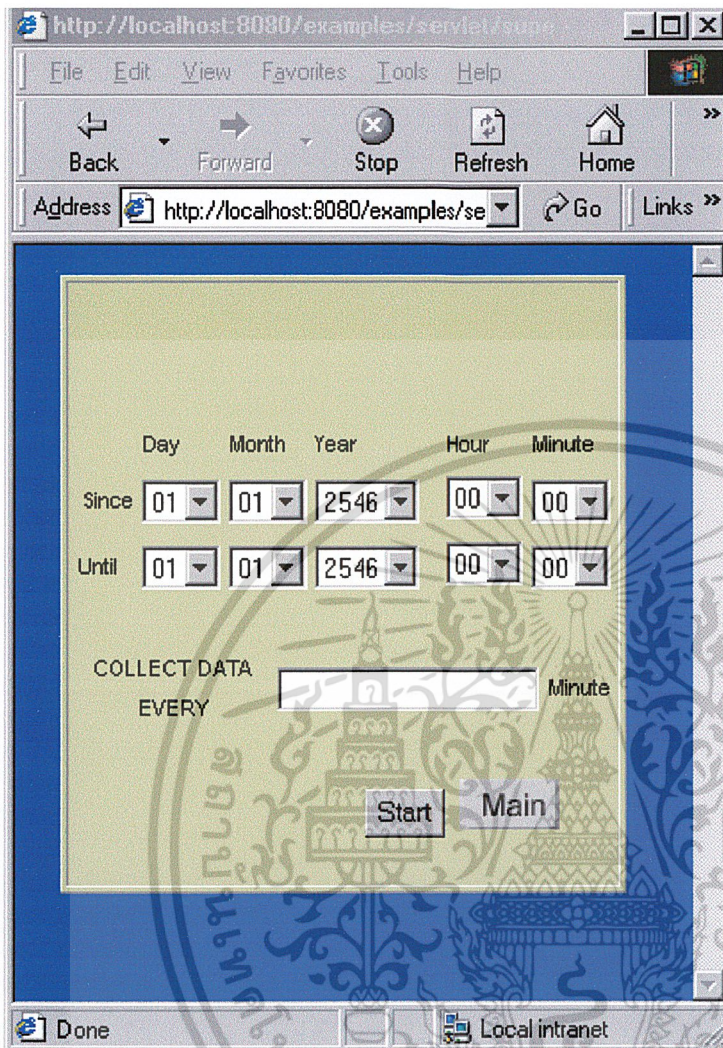 http://localhost:8080/examples/servlet/supe
File Edit View Favorites Tools Help
Back Forward Stop Refresh Home »
Address http://localhost:8080/examples/se Go Links »
Day Month Year Hour Minute
Since 01 01 2546 00 00
Until 01 01 2546 00 00
COLLECT DATA
EVERY
Minute
Start Main
Done Local intranet